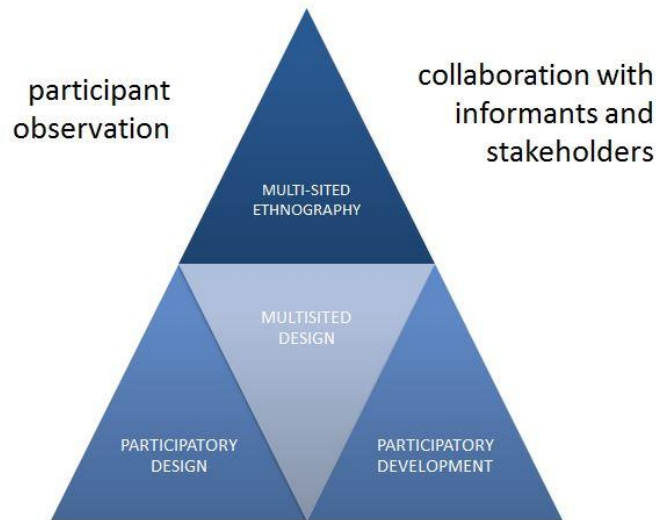 participant
observation
collaboration with
informants and
stakeholders
MULTI-SITED
ETHNOGRAPHY
MULTISITED
DESIGN
PARTICIPATORY
DESIGN
PARTICIPATORY
DEVELOPMENT